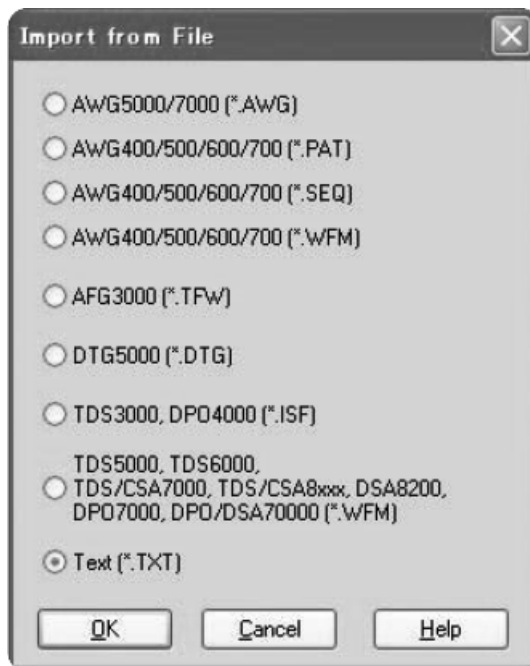 Import from File
AWG5000/7000 (*.AWG)
AWG400/500/600/700 (*.PAT)
AWG400/500/600/700 (*.SEQ)
AWG400/500/600/700 (*.WFM)
AFG3000 (*.TFW)
DTG5000 (*.DTG)
TDS3000, DPO4000 (*.ISF)
TDS5000, TDS6000,
TDS/CSA7000, TDS/CSA8xxx, DSA8200,
DPO7000, DPO/DSA70000 (*.WFM)
Text (*.TXT)
OK Cancel Help